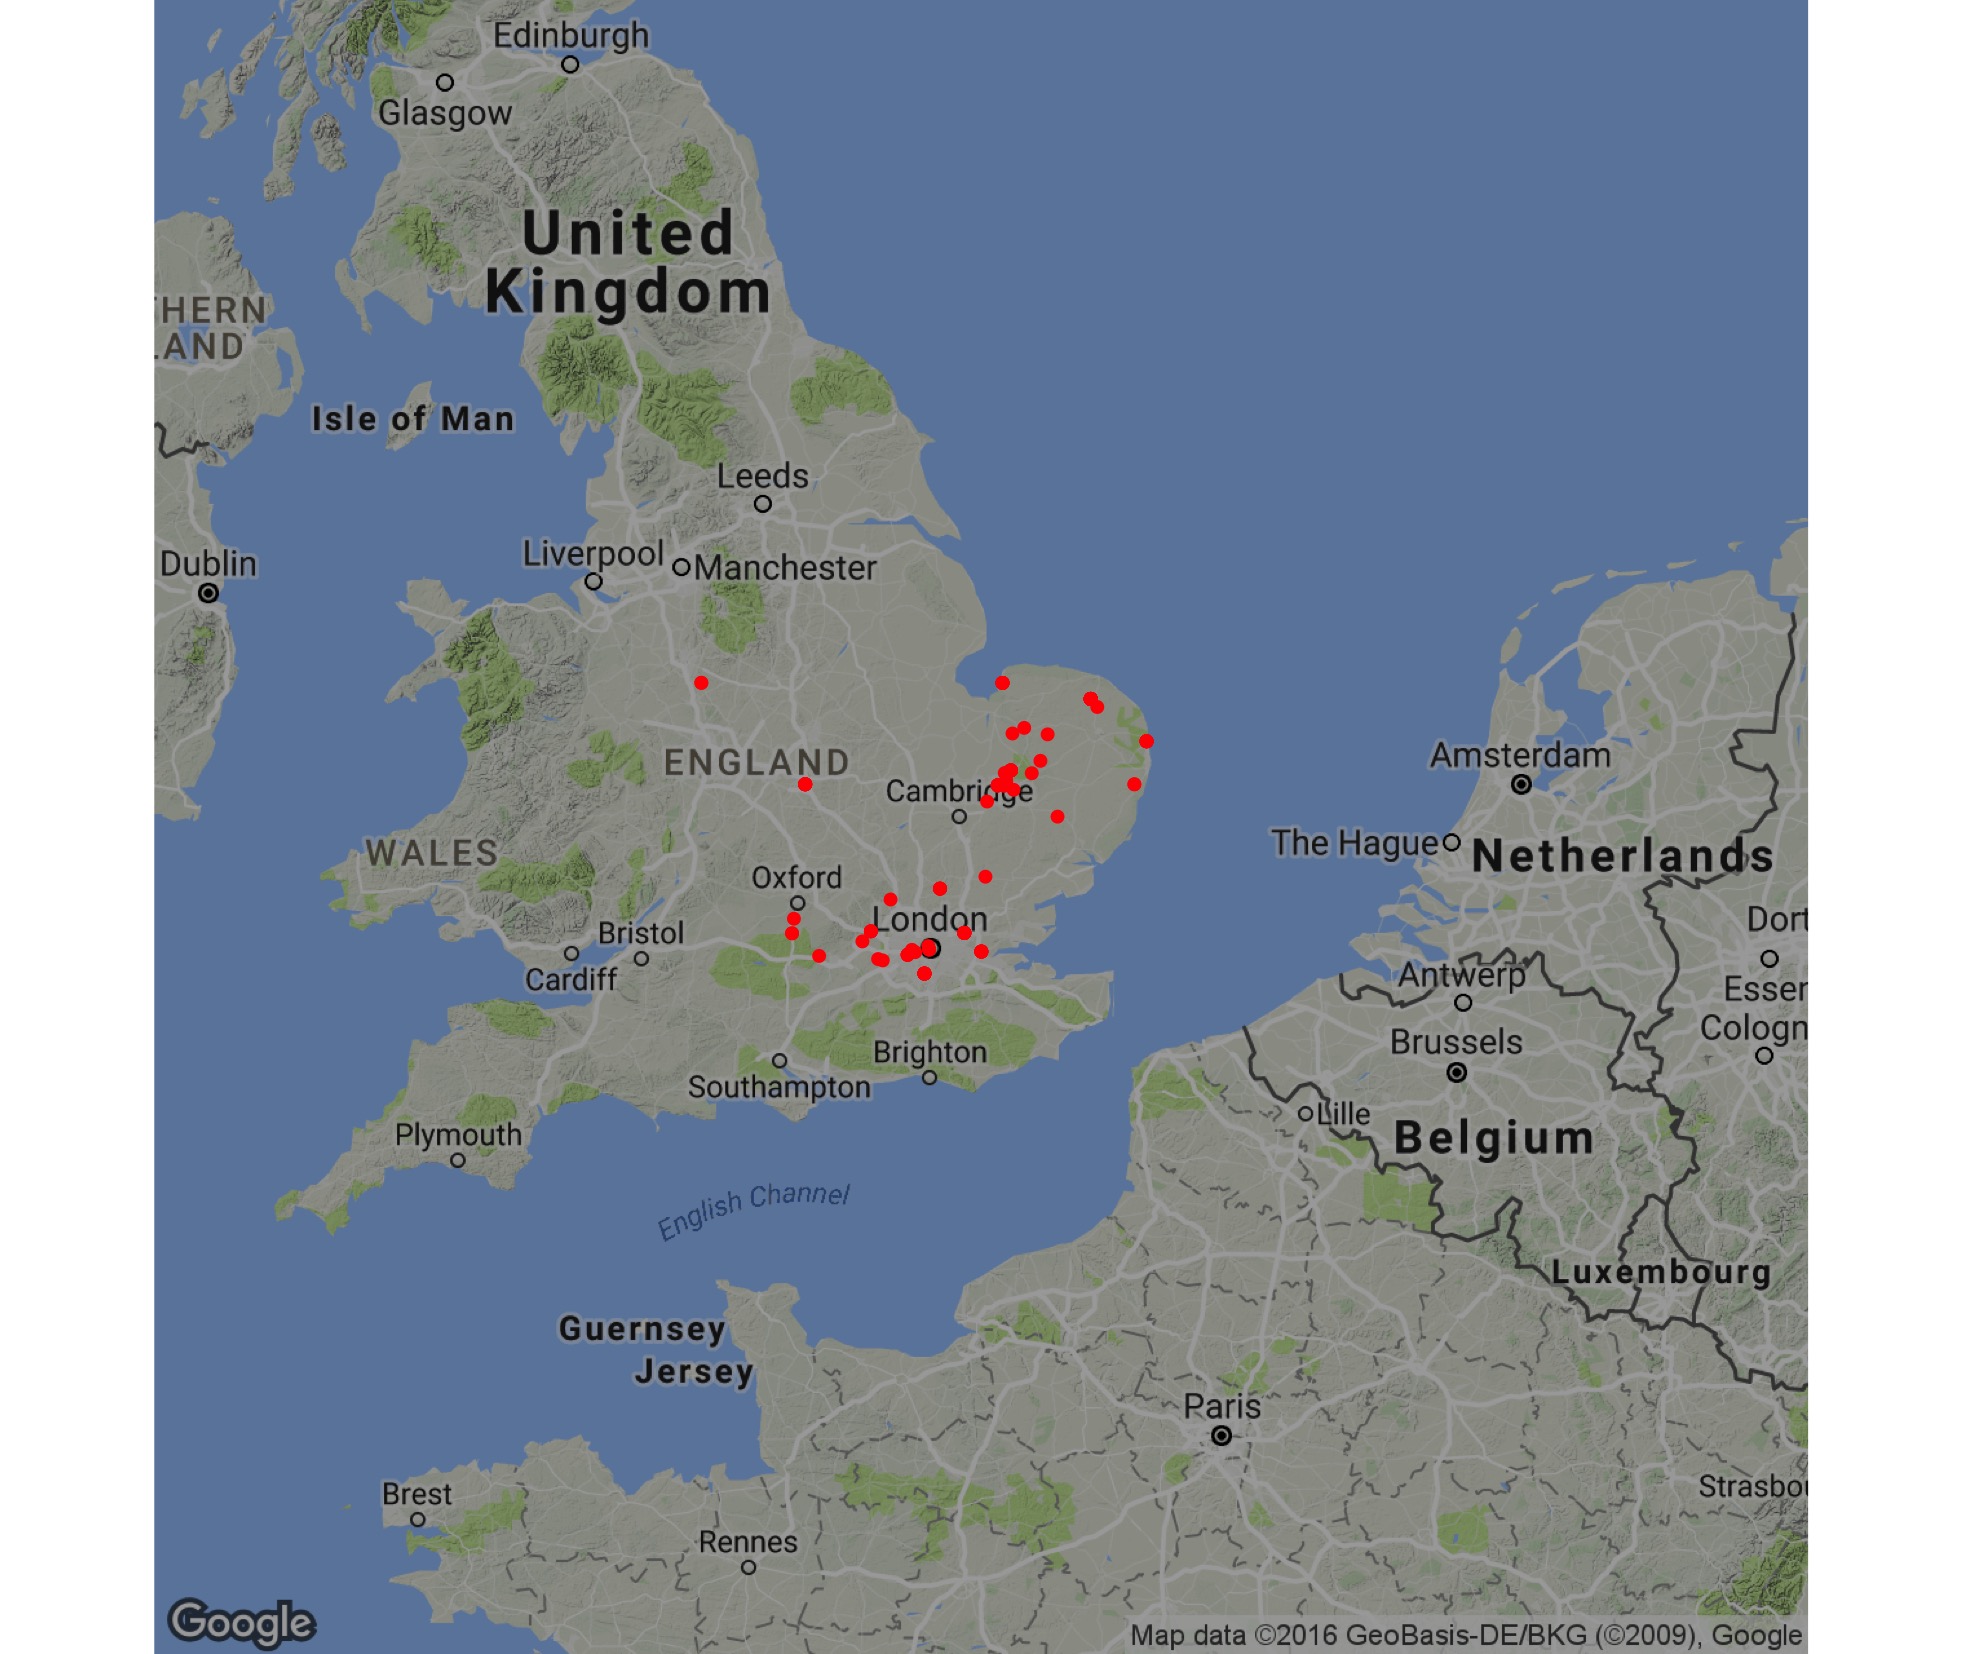 Edinburgh
Glasgow
United
Kingdom
HERN
LAND
Isle of Man
Leeds
Liverpool
Manchester
Dublin
ENGLAND
Amsterdam
Cambridge
The Hague
Netherlands
WALES
Oxford
London
Dort
Bristol
Cardiff
Antwerp
Essen
Cologn
Brussels
Brighton
Southampton
Lille
Belgium
Plymouth
English Channel
Luxembourg
Guernsey
Jersey
Paris
Brest
Strasbou
Rennes
Google
Map data ©2016 GeoBasis-DE/BKG (©2009), Google